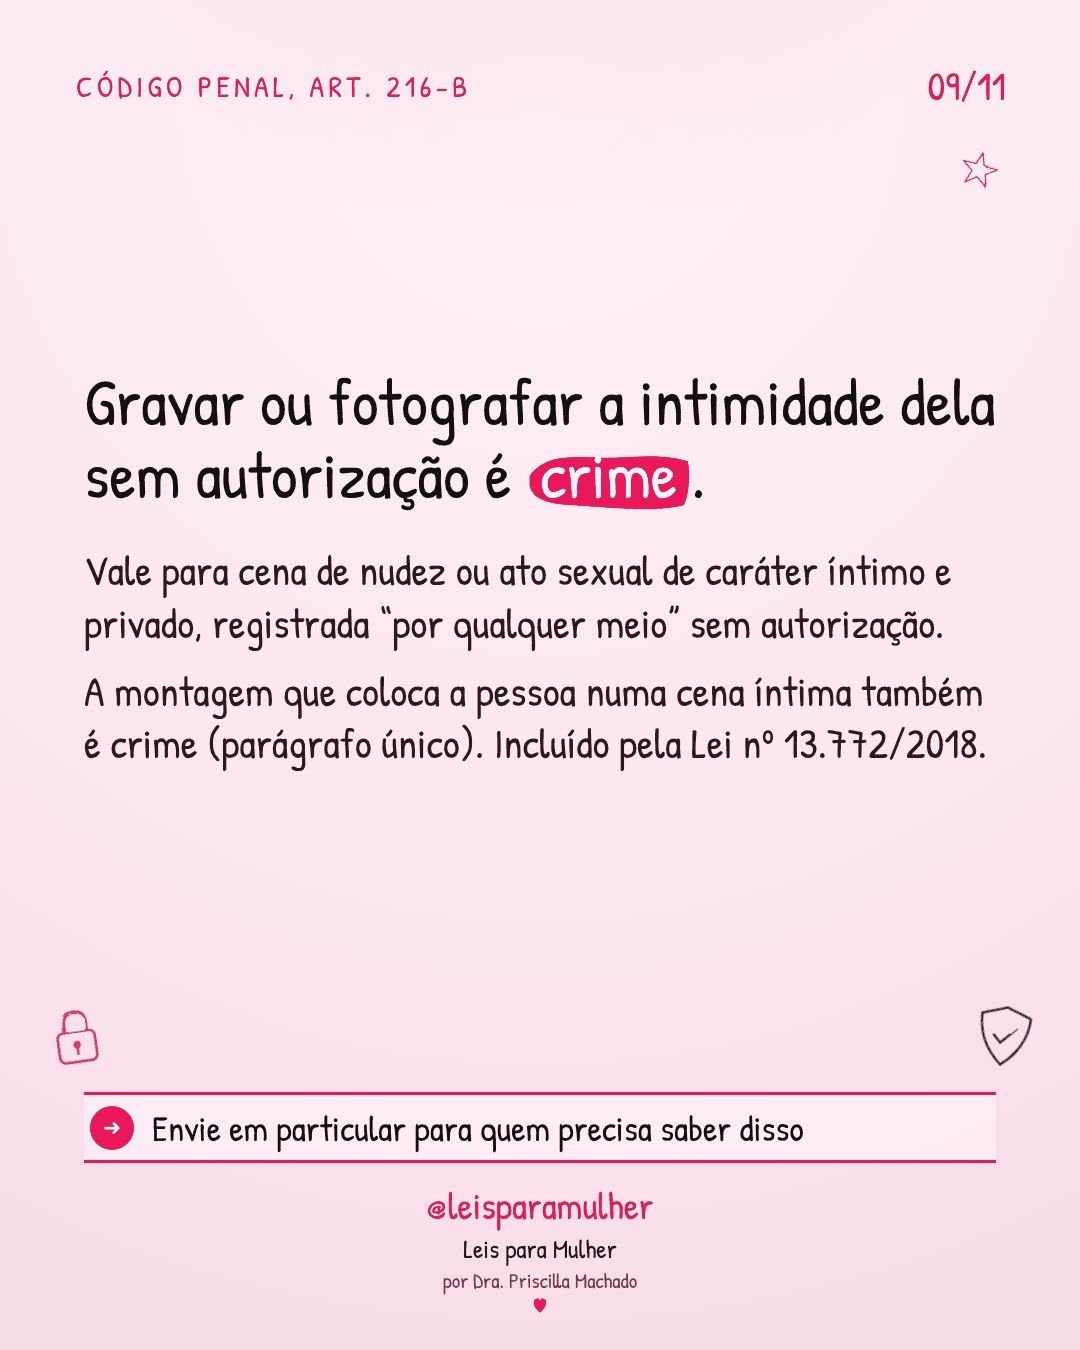 CÓDIGO PENAL, ART. 216-B
09/11
Gravar ou fotografar a intimidade dela
sem autorização é crime.
Vale para cena de nudez ou ato sexual de caráter íntimo e
privado, registrada “por qualquer meio” sem autorização.
A montagem que coloca a pessoa numa cena íntima também
é crime (parágrafo único). Incluído pela Lei nº 13.772/2018.
Envie em particular para quem precisa saber disso
@leisparamulher
Leis para Mulher
por Dra. Priscilla Machado